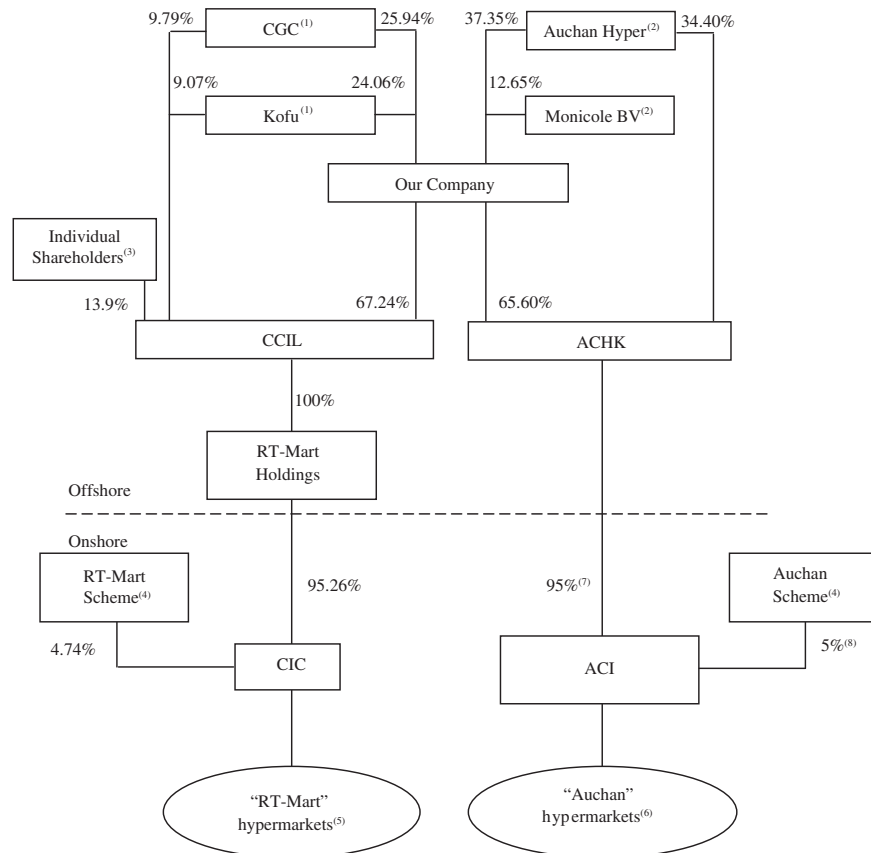 9.79%
CGC(1)
25.94%
37.35%
Auchan Hyper(2)
34.40%
9.07%
24.06%
12.65%
Kofu(1)
Monicole BV(2)
Our Company
Individual
Shareholders(3)
13.9%
67.24%
65.60%
CCIL
ACHK
100%
RT-Mart
Holdings
Offshore
Onshore
RT-Mart
Scheme(4)
95.26%
95%(7)
Auchan
Scheme(4)
4.74%
5%(8)
CIC
ACI
“RT-Mart”
hypermarkets(5)
“Auchan”
hypermarkets(6)